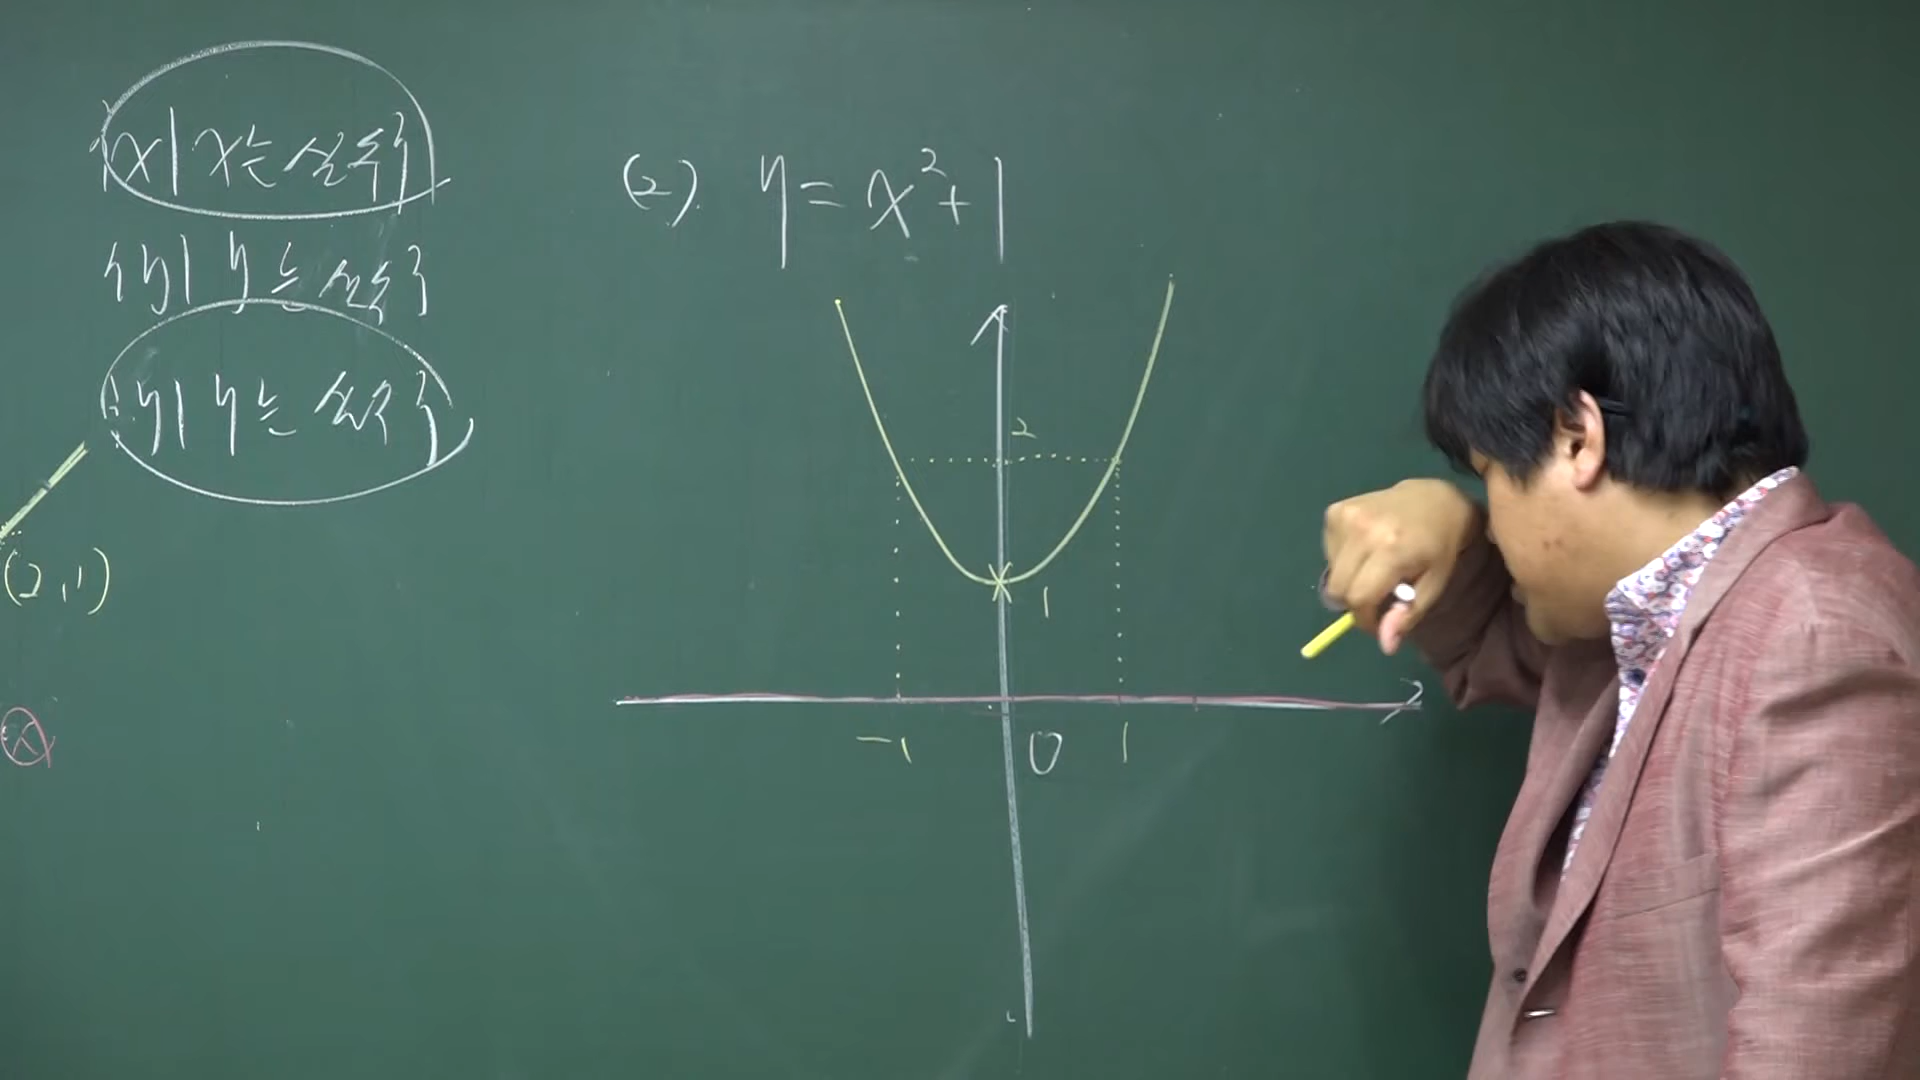 {x| x는 실수}
{y| y는 실수}
{y| y는 실수}
(2,1)
(2). y = x²+1
2
1
-1 0 1